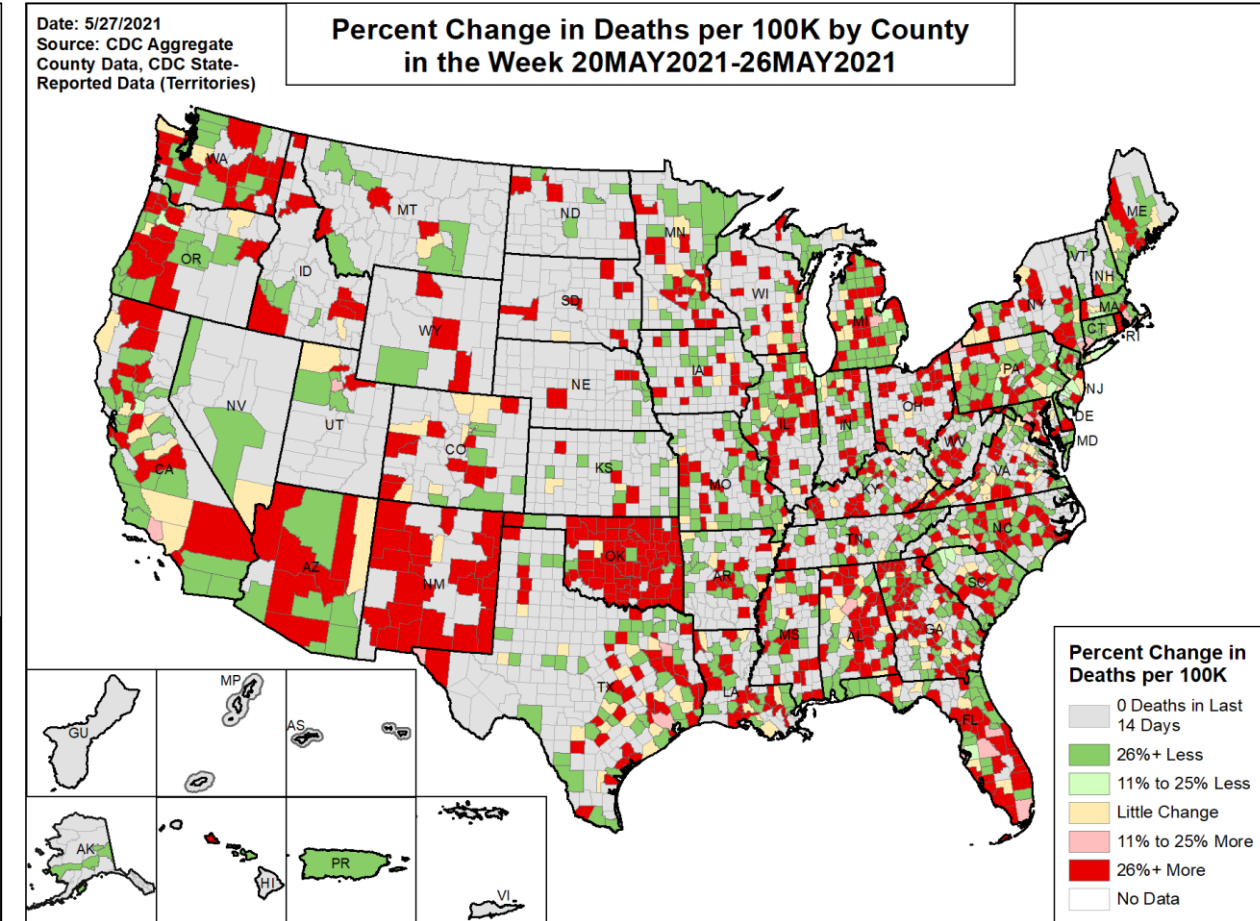 Date: 5/27/2021
Source: CDC Aggregate
County Data, CDC State-
Reported Data (Territories)
Percent Change in Deaths per 100K by County
in the Week 20MAY2021-26MAY2021
WA
MT
ND
MN
ME
OR
ID
SD
WI
MI
VT
NH
NY
MA
CT
RI
WY
IA
NE
PA
NJ
NV
UT
CO
IL
IN
OH
DE
MD
WV
CA
KS
MO
KY
VA
AZ
NM
OK
AR
TN
NC
SC
MS
AL
GA
TX
LA
FL
GU
MP
AS
AK
HI
PR
VI
Percent Change in
Deaths per 100K
0 Deaths in Last
14 Days
26%+ Less
11% to 25% Less
Little Change
11% to 25% More
26%+ More
No Data